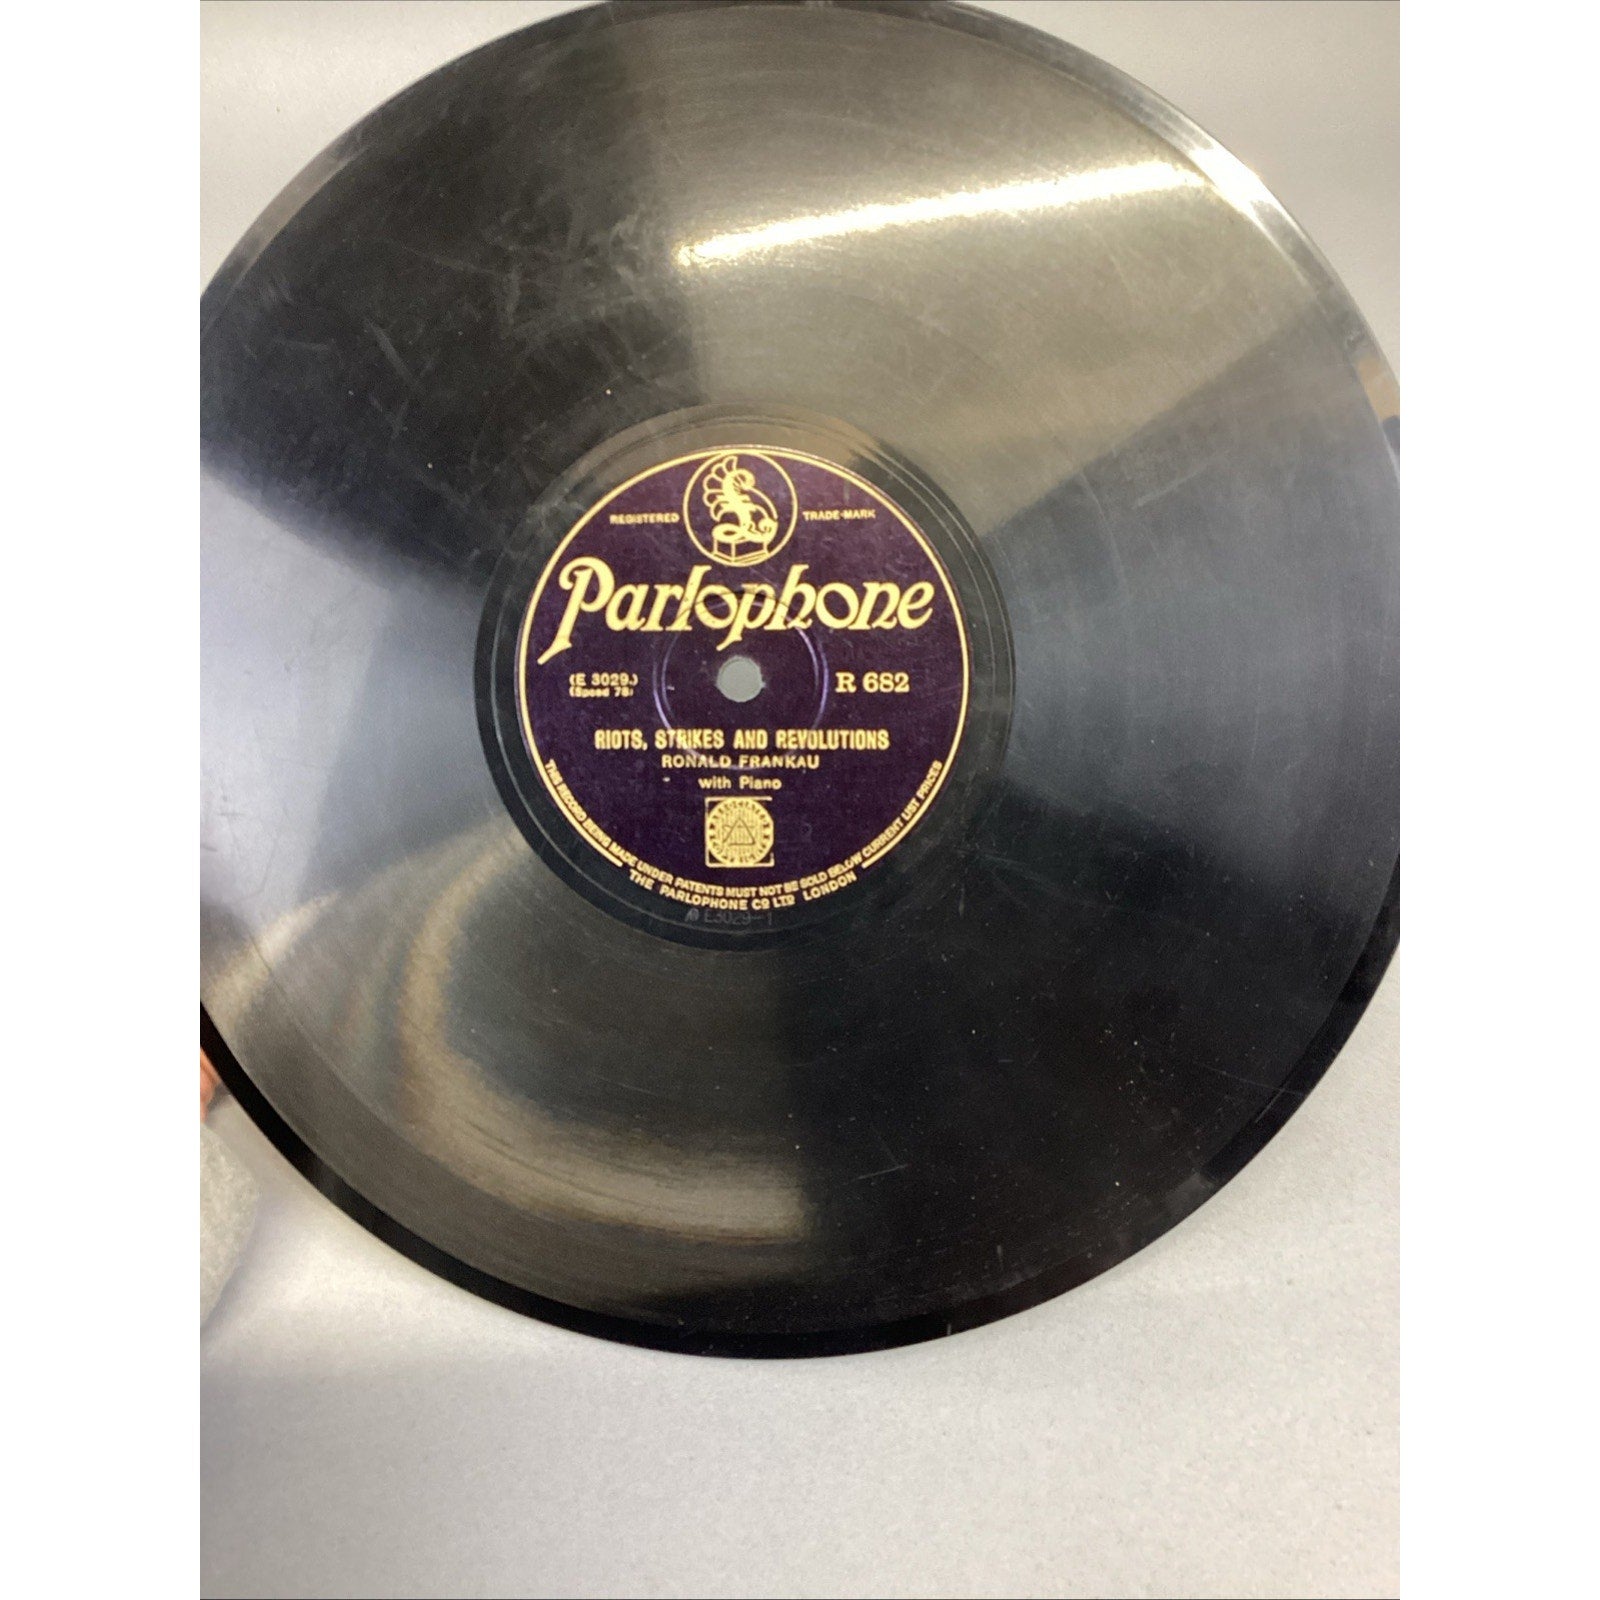 REGISTERED TRADE-MARK
Parlophone
(E 3029.) R 682
(Speed 78)
RIOTS, STRIKES AND REVOLUTIONS
RONALD FRANKAU
with Piano
THIS RECORD BEING MADE UNDER PATENTS MUST NOT BE SOLD BELOW CURRENT LIST PRICES
THE PARLOPHONE CO LTD LONDON
E3029-1